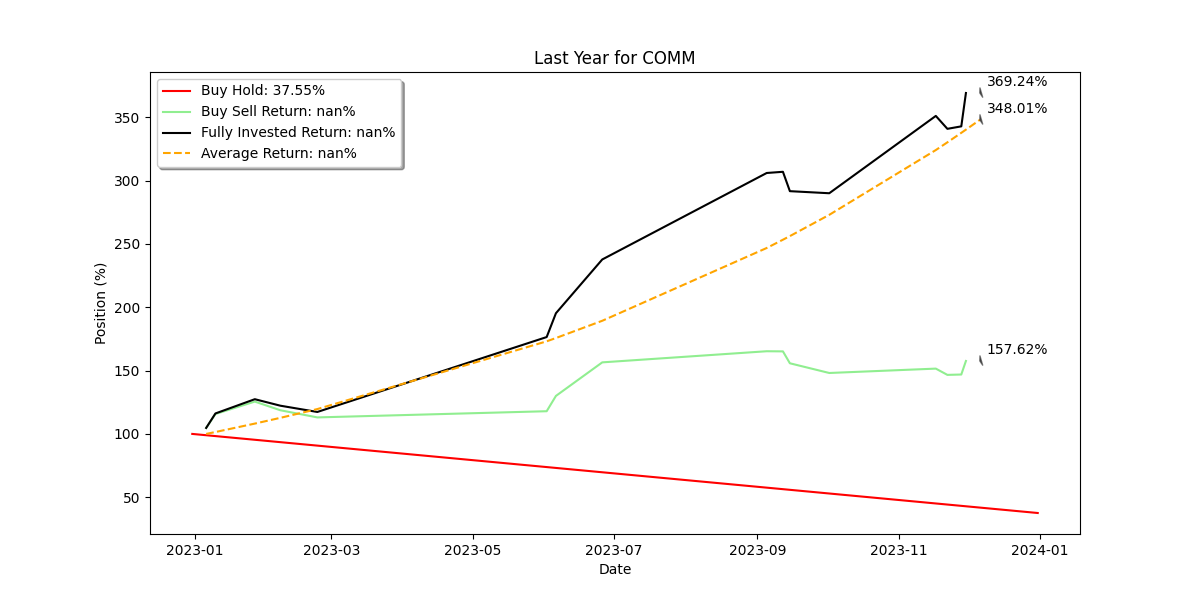 Last Year for COMM
Buy Hold: 37.55%
Buy Sell Return: nan%
Fully Invested Return: nan%
Average Return: nan%
369.24%
348.01%
157.62%
Position (%)
350
300
250
200
150
100
50
2023-01
2023-03
2023-05
2023-07
2023-09
2023-11
2024-01
Date